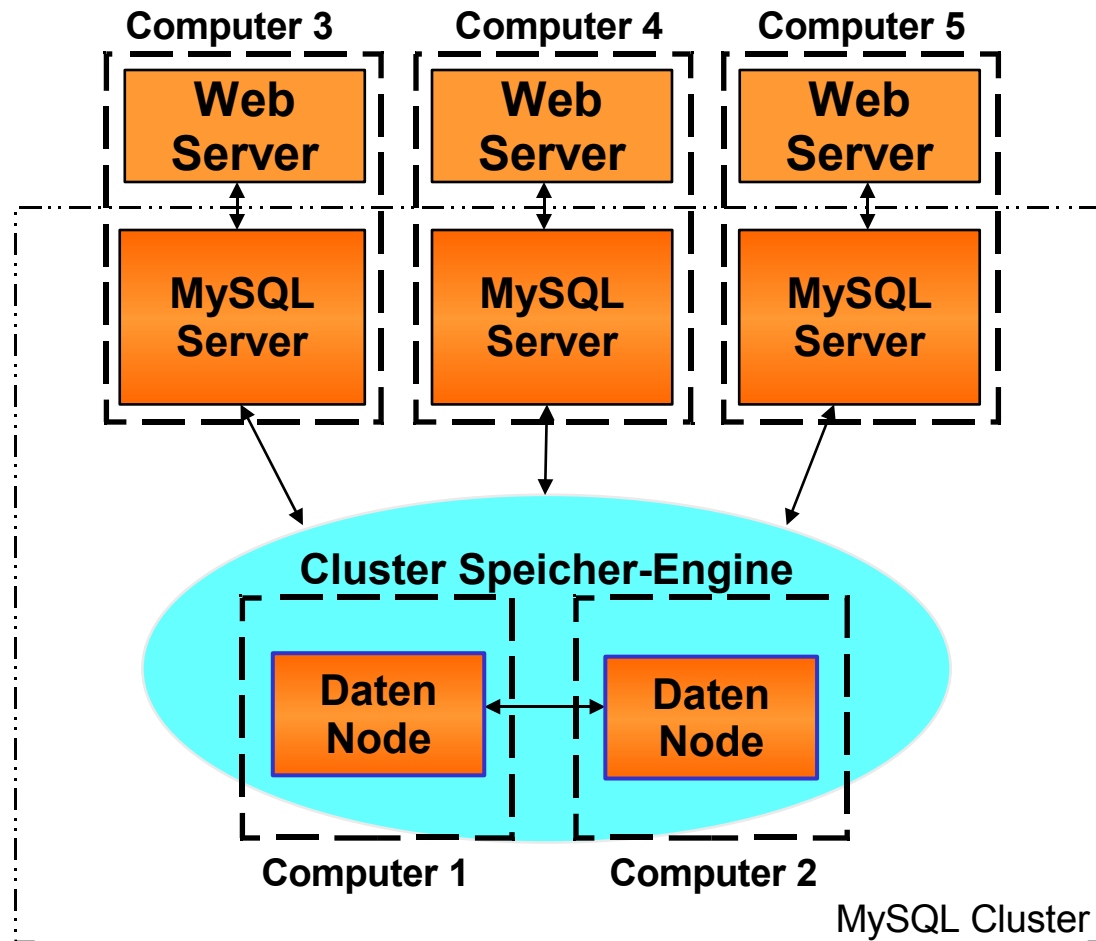 Computer 3
Computer 4
Computer 5
Web
Server
Web
Server
Web
Server
MySQL
Server
MySQL
Server
MySQL
Server
Cluster Speicher-Engine
Daten
Node
Daten
Node
Computer 1
Computer 2
MySQL Cluster